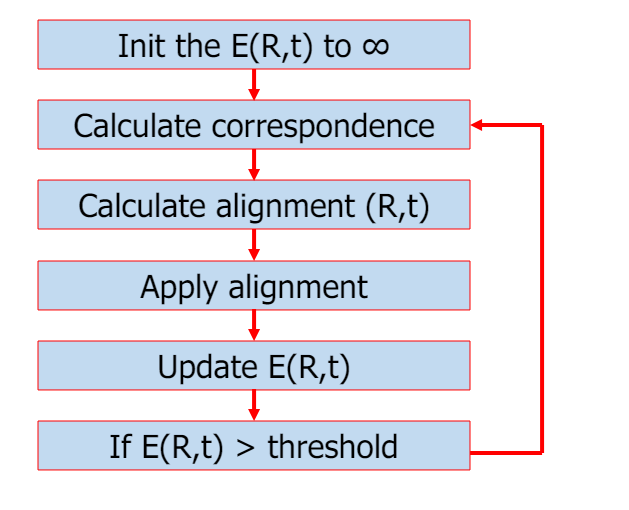 Init the E(R,t) to ∞
Calculate correspondence
Calculate alignment (R,t)
Apply alignment
Update E(R,t)
If E(R,t) > threshold